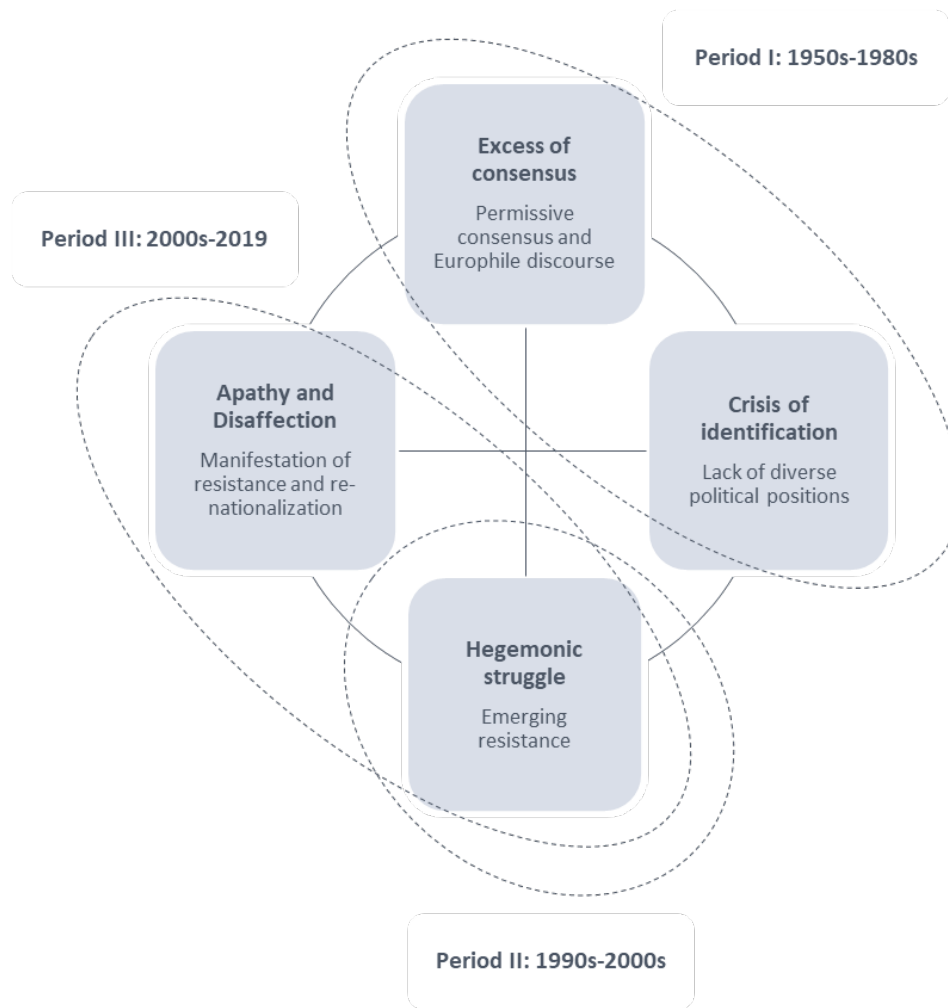 Period I: 1950s-1980s
Excess of
consensus
Permissive
consensus and
Europhile discourse
Period III: 2000s-2019
Apathy and
Disaffection
Manifestation of
resistance and re-
nationalization
Crisis of
identification
Lack of diverse
political positions
Hegemonic
struggle
Emerging
resistance
Period II: 1990s-2000s